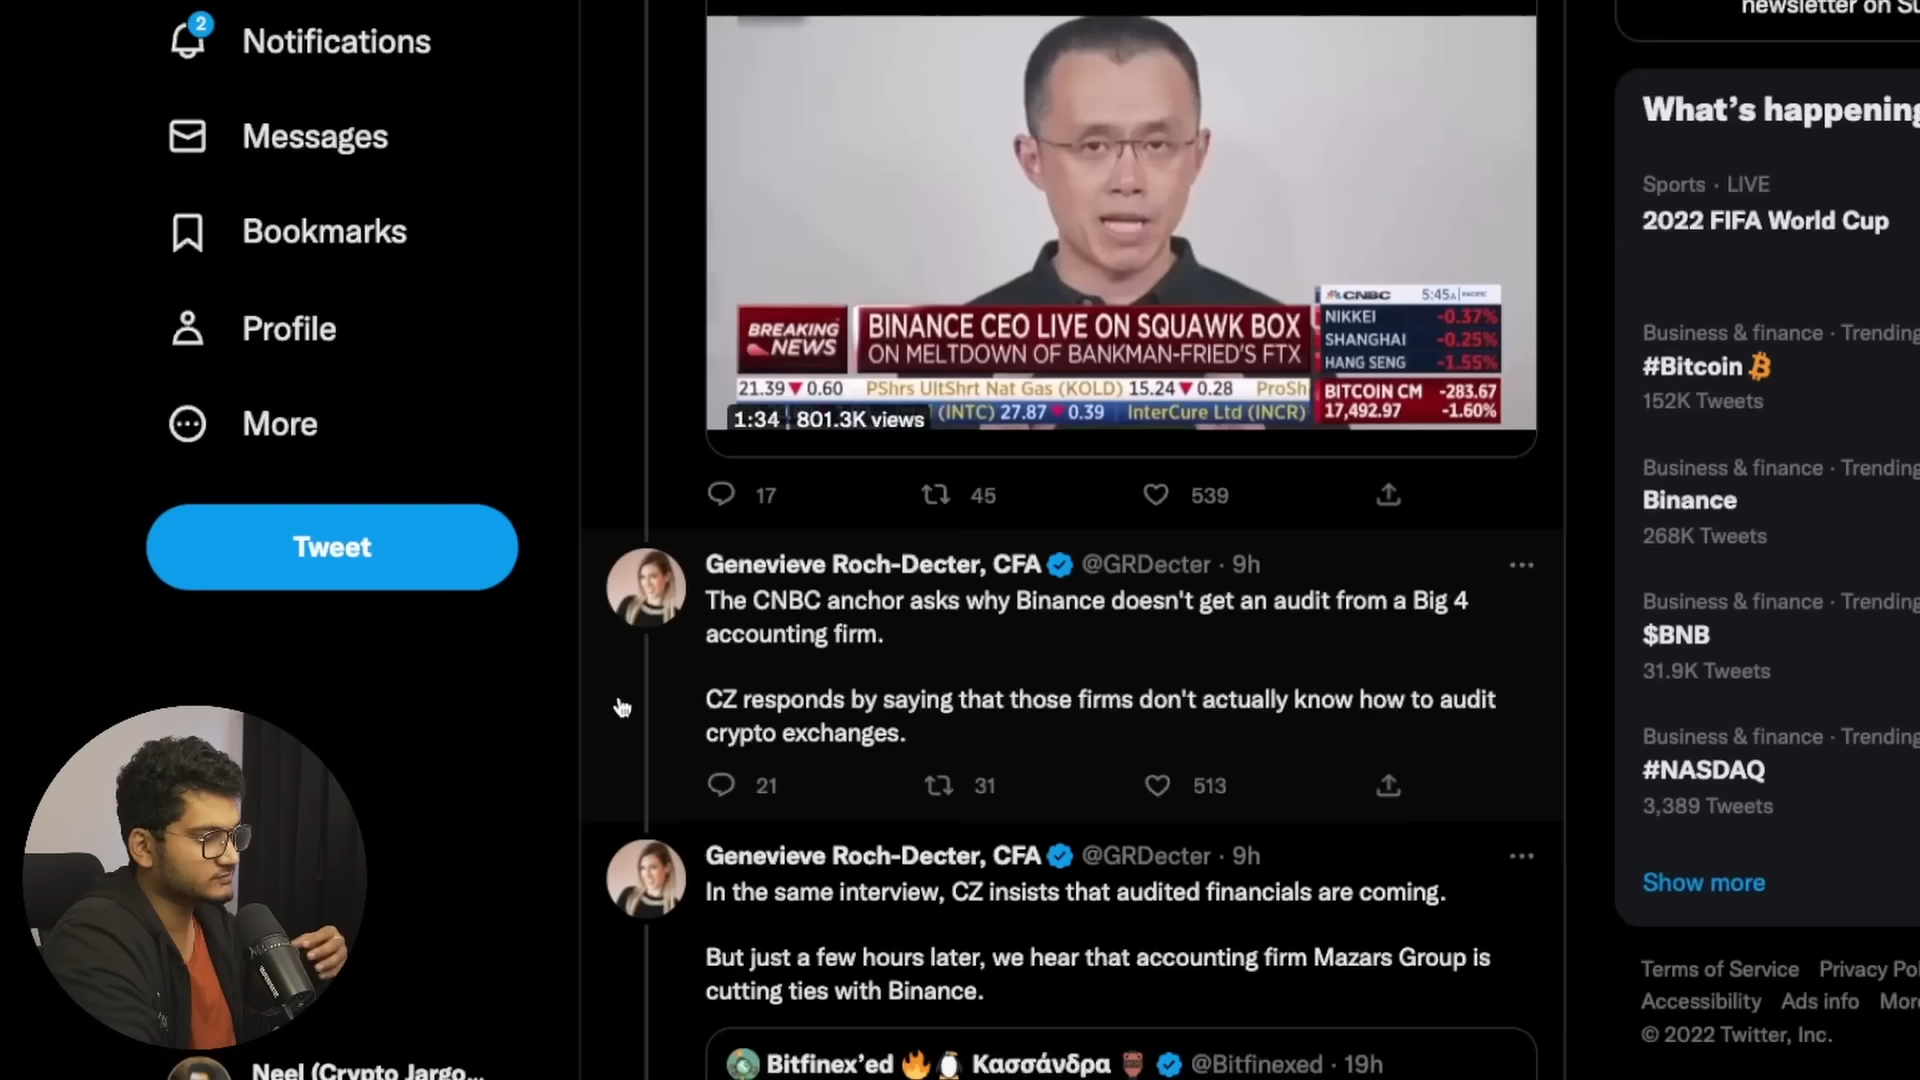 2
Notifications
Messages
Bookmarks
Profile
More
Tweet
Neel (Crypto Jargo...
BREAKING NEWS
BINANCE CEO LIVE ON SQUAWK BOX
ON MELTDOWN OF BANKMAN-FRIED'S FTX
CNBC 5:45A PACIFIC
NIKKEI -0.37%
SHANGHAI -0.25%
HANG SENG -1.55%
BITCOIN CM -283.67
17,492.97 -1.60%
21.39▼0.60 PShrs UltShrt Nat Gas (KOLD) 15.24▼0.28 ProSh
(INTC) 27.87▼0.39 InterCure Ltd (INCR)
1:34 801.3K views
17 45 539
Genevieve Roch-Decter, CFA @GRDecter · 9h
The CNBC anchor asks why Binance doesn't get an audit from a Big 4
accounting firm.
CZ responds by saying that those firms don't actually know how to audit
crypto exchanges.
21 31 513
Genevieve Roch-Decter, CFA @GRDecter · 9h
In the same interview, CZ insists that audited financials are coming.
But just a few hours later, we hear that accounting firm Mazars Group is
cutting ties with Binance.
Bitfinex'ed 🔥🐧 Κασσάνδρα 🏺 @Bitfinexed · 19h
newsletter on Su
What's happening
Sports · LIVE
2022 FIFA World Cup
Business & finance · Trending
#Bitcoin
152K Tweets
Business & finance · Trending
Binance
268K Tweets
Business & finance · Trending
$BNB
31.9K Tweets
Business & finance · Trending
#NASDAQ
3,389 Tweets
Show more
Terms of Service Privacy Pol
Accessibility Ads info More
© 2022 Twitter, Inc.